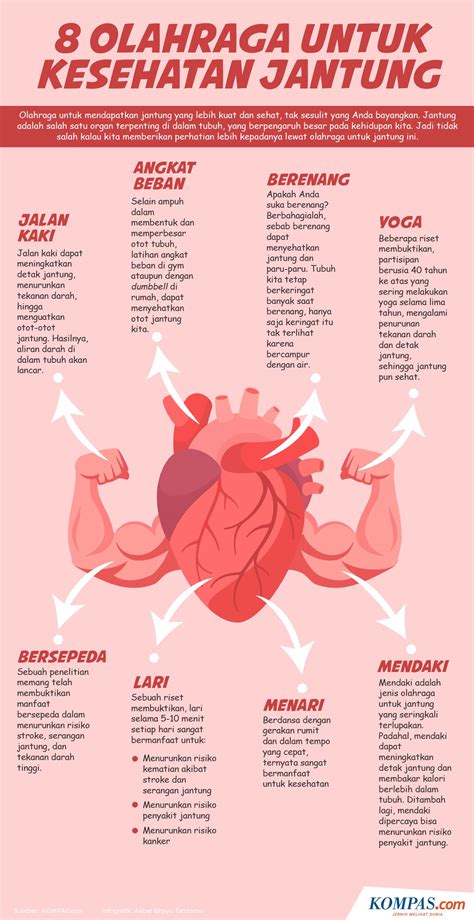 8 OLAHRAGA UNTUK
KESEHATAN JANTUNG
Olahraga untuk mendapatkan jantung yang lebih kuat dan sehat, tak sesulit yang Anda bayangkan. Jantung
adalah salah satu organ terpenting di dalam tubuh, yang berpengaruh besar pada kehidupan kita. Jadi tidak
salah kalau kita memberikan perhatian lebih kepadanya lewat olahraga untuk jantung ini.
JALAN
KAKI
Jalan kaki dapat
meningkatkan
detak jantung,
menurunkan
tekanan darah,
hingga
menguatkan
otot-otot
jantung. Hasilnya,
aliran darah di
dalam tubuh akan
lancar.
ANGKAT
BEBAN
Selain ampuh
dalam
membentuk dan
memperbesar
otot tubuh,
latihan angkat
beban di gym
ataupun dengan
dumbbell di
rumah, dapat
menyehatkan
otot jantung
kita.
BERENANG
Apakah Anda
suka berenang?
Berbahagialah,
sebab berenang
dapat
menyehatkan
jantung dan
paru-paru. Tubuh
kita tetap
berkeringat
banyak saat
berenang, hanya
saja keringat itu
tak terlihat
karena
bercampur
dengan air.
YOGA
Beberapa riset
membuktikan,
partisipan
berusia 40 tahun
ke atas yang
sering melakukan
yoga selama lima
tahun, mengalami
penurunan
tekanan darah
dan detak
jantung,
sehingga jantung
pun sehat.
BERSEPEDA
Sebuah penelitian
memang telah
membuktikan
manfaat
bersepeda dalam
menurunkan risiko
stroke, serangan
jantung, dan
tekanan darah
tinggi.
LARI
Sebuah riset
membuktikan, lari
selama 5-10 menit
setiap hari sangat
bermanfaat untuk:
Menurunkan risiko
kematian akibat
stroke dan
serangan jantung
Menurunkan risiko
penyakit jantung
Menurunkan risiko
kanker
MENARI
Berdansa dengan
gerakan rumit
dan dalam tempo
yang cepat,
ternyata sangat
bermanfaat
untuk kesehatan
MENDAKI
Mendaki adalah
jenis olahraga
untuk jantung
yang seringkali
terlupakan.
Padahal, mendaki
dapat
meningkatkan
detak jantung dan
membakar kalori
berlebih dalam
tubuh. Ditambah
lagi, mendaki
dipercaya bisa
menurunkan risiko
penyakit jantung.
Sumber: KOMPAS.com
KOMPAS.com
JERNIH MELIHAT DUNIA